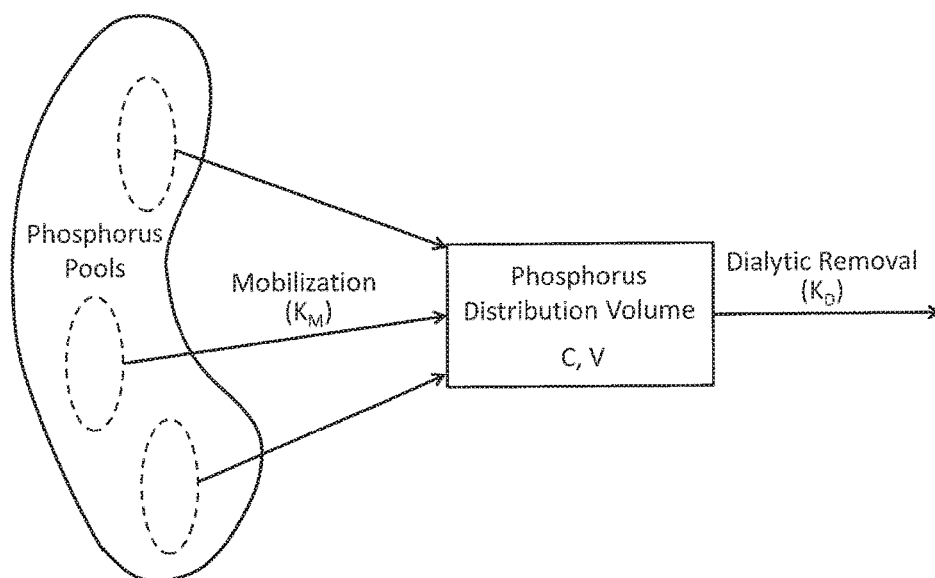 Phosphorus
Pools
Mobilization
(K_M)
Phosphorus
Distribution Volume
C, V
Dialytic Removal
(K_D)